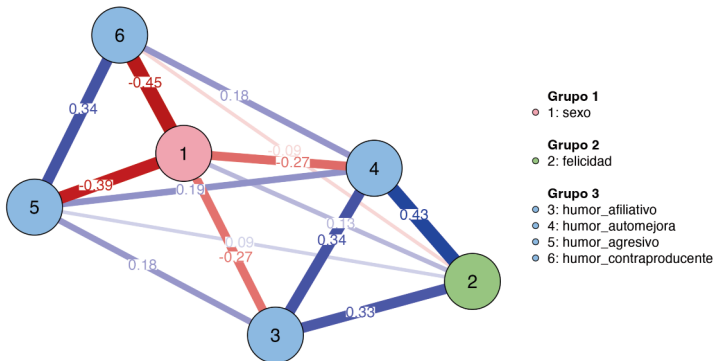 6
-0.45
0.18
0.34
1
-0.09
-0.27
4
-0.39
0.19
5
0.43
0.13
0.09
0.34
-0.27
0.18
2
0.33
3
Grupo 1
1: sexo
Grupo 2
2: felicidad
Grupo 3
3: humor_afiliativo
4: humor_automejora
5: humor_agresivo
6: humor_contraproducente